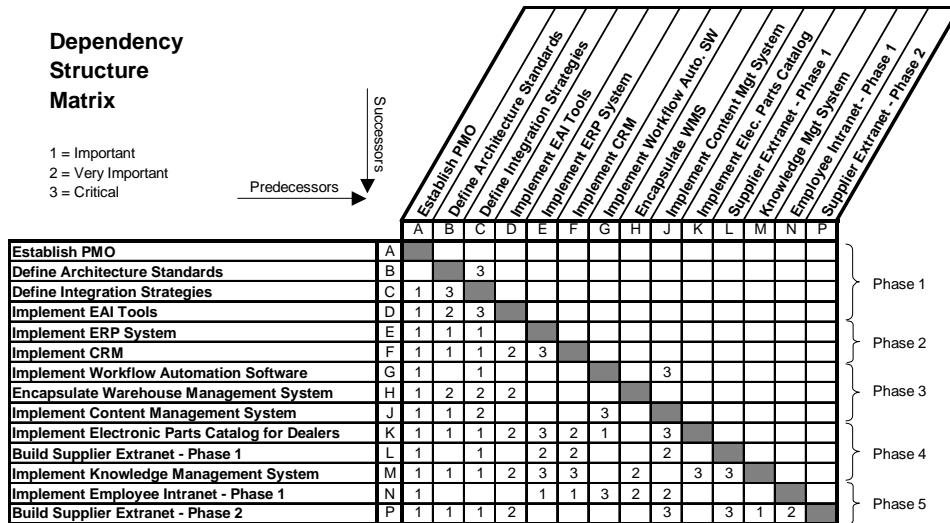 Dependency
Structure
Matrix
1 = Important
2 = Very Important
3 = Critical
Successors
Predecessors
Establish PMO
Define Architecture Standards
Define Integration Strategies
Implement EAI Tools
Implement ERP System
Implement CRM
Implement Workflow Auto. SW
Encapsulate WMS
Implement Content Mgt System
Implement Elec. Parts Catalog
Supplier Extranet - Phase 1
Knowledge Mgt System
Employee Intranet - Phase 1
Supplier Extranet - Phase 2
A B C D E F G H J K L M N P
Establish PMO A
Define Architecture Standards B 3
Define Integration Strategies C 1 3
Implement EAI Tools D 1 2 3
Phase 1
Implement ERP System E 1 1 1
Implement CRM F 1 1 1 2 3
Phase 2
Implement Workflow Automation Software G 1 1 3
Encapsulate Warehouse Management System H 1 2 2 2
Implement Content Management System J 1 1 2 3
Phase 3
Implement Electronic Parts Catalog for Dealers K 1 1 1 2 3 2 1 3
Build Supplier Extranet - Phase 1 L 1 1 2 2 2
Implement Knowledge Management System M 1 1 1 2 3 3 2 3 3
Phase 4
Implement Employee Intranet - Phase 1 N 1 1 1 3 2 2
Build Supplier Extranet - Phase 2 P 1 1 1 2 3 3 1 2
Phase 5